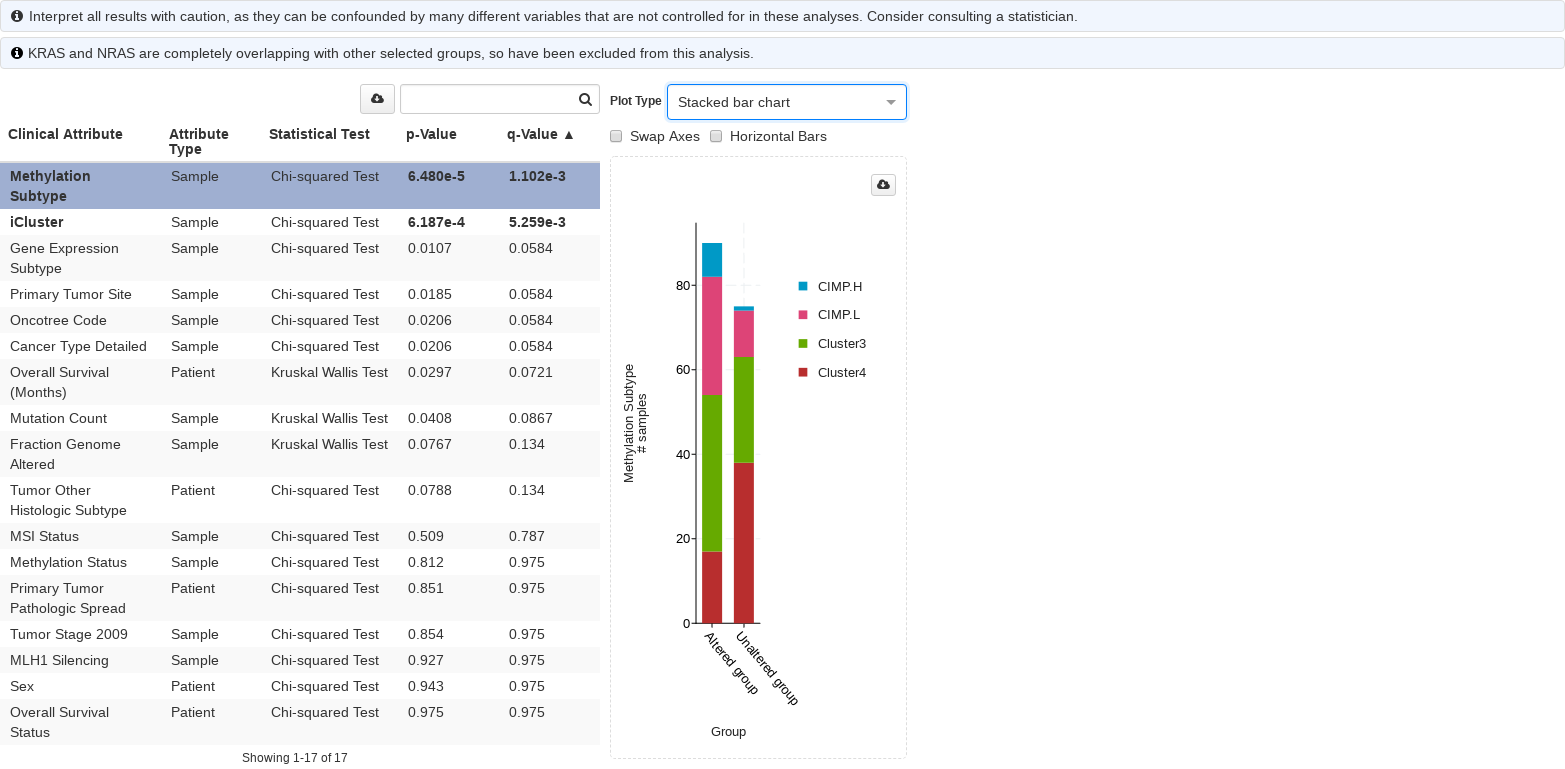 Interpret all results with caution, as they can be confounded by many different variables that are not controlled for in these analyses. Consider consulting a statistician.
KRAS and NRAS are completely overlapping with other selected groups, so have been excluded from this analysis.
Clinical Attribute Attribute Type Statistical Test p-Value q-Value ▲
Methylation Subtype Sample Chi-squared Test 6.480e-5 1.102e-3
iCluster Sample Chi-squared Test 6.187e-4 5.259e-3
Gene Expression Subtype Sample Chi-squared Test 0.0107 0.0584
Primary Tumor Site Sample Chi-squared Test 0.0185 0.0584
Oncotree Code Sample Chi-squared Test 0.0206 0.0584
Cancer Type Detailed Sample Chi-squared Test 0.0206 0.0584
Overall Survival (Months) Patient Kruskal Wallis Test 0.0297 0.0721
Mutation Count Sample Kruskal Wallis Test 0.0408 0.0867
Fraction Genome Altered Sample Kruskal Wallis Test 0.0767 0.134
Tumor Other Histologic Subtype Patient Chi-squared Test 0.0788 0.134
MSI Status Sample Chi-squared Test 0.509 0.787
Methylation Status Sample Chi-squared Test 0.812 0.975
Primary Tumor Pathologic Spread Patient Chi-squared Test 0.851 0.975
Tumor Stage 2009 Sample Chi-squared Test 0.854 0.975
MLH1 Silencing Sample Chi-squared Test 0.927 0.975
Sex Patient Chi-squared Test 0.943 0.975
Overall Survival Status Patient Chi-squared Test 0.975 0.975
Showing 1-17 of 17
Plot Type Stacked bar chart
Swap Axes Horizontal Bars
80
60
40
20
0
Methylation Subtype
# samples
CIMP.H
CIMP.L
Cluster3
Cluster4
Altered group
Unaltered group
Group